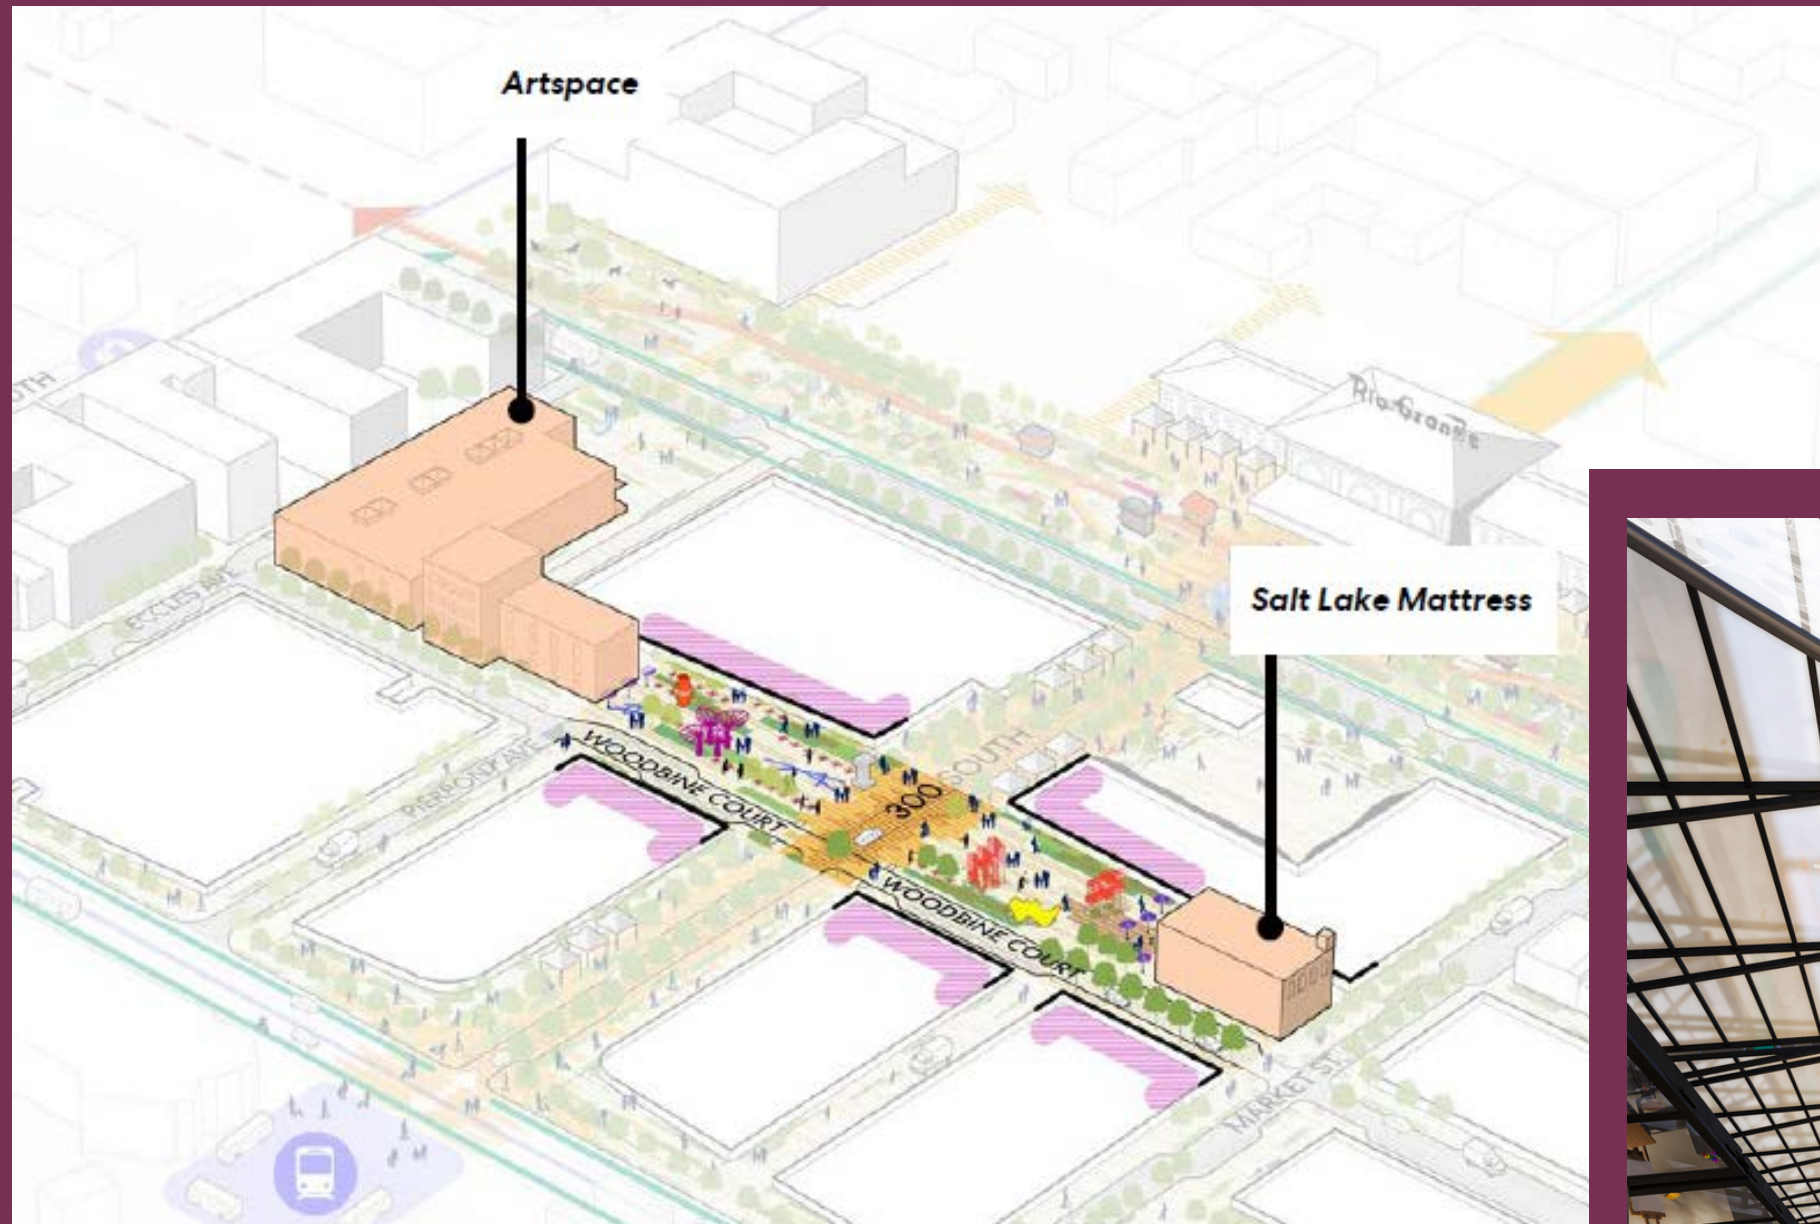 Artspace
Rio Grande
Salt Lake Mattress
ECCLES AVE
PIERPONT AVE
WOODBINE COURT
300 SOUTH
WOODBINE COURT
MARKET ST